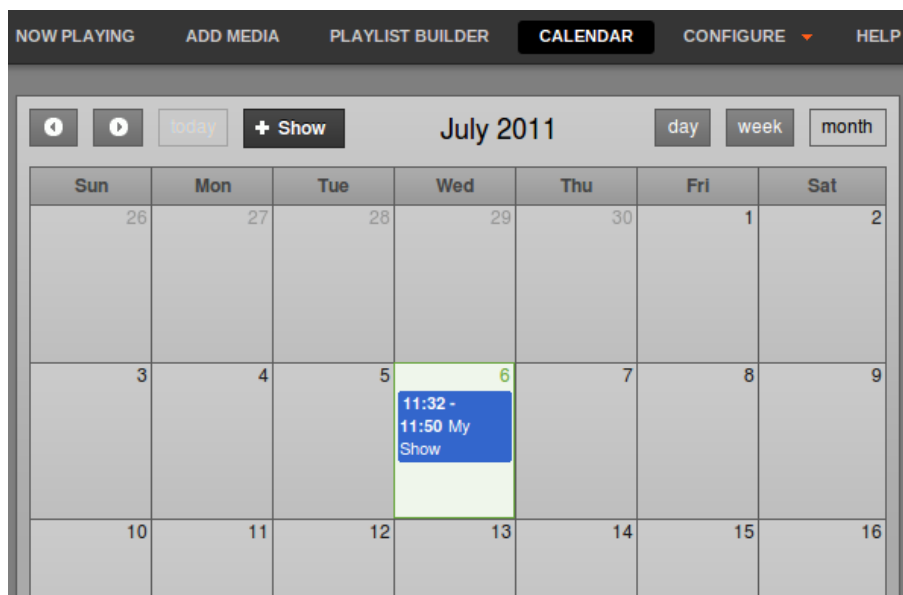 NOW PLAYING ADD MEDIA PLAYLIST BUILDER CALENDAR CONFIGURE HELP
today + Show July 2011 day week month
Sun Mon Tue Wed Thu Fri Sat
26 27 28 29 30 1 2
3 4 5 6 7 8 9
11:32 -
11:50 My
Show
10 11 12 13 14 15 16